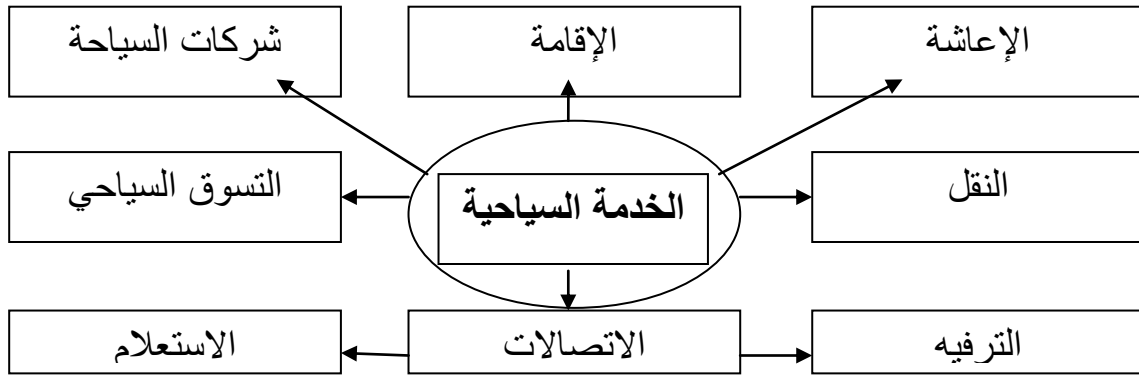 الإعاشة
الإقامة
شركات السياحة
النقل
الخدمة السياحية
التسوق السياحي
الترفيه
الاتصالات
الاستعلام